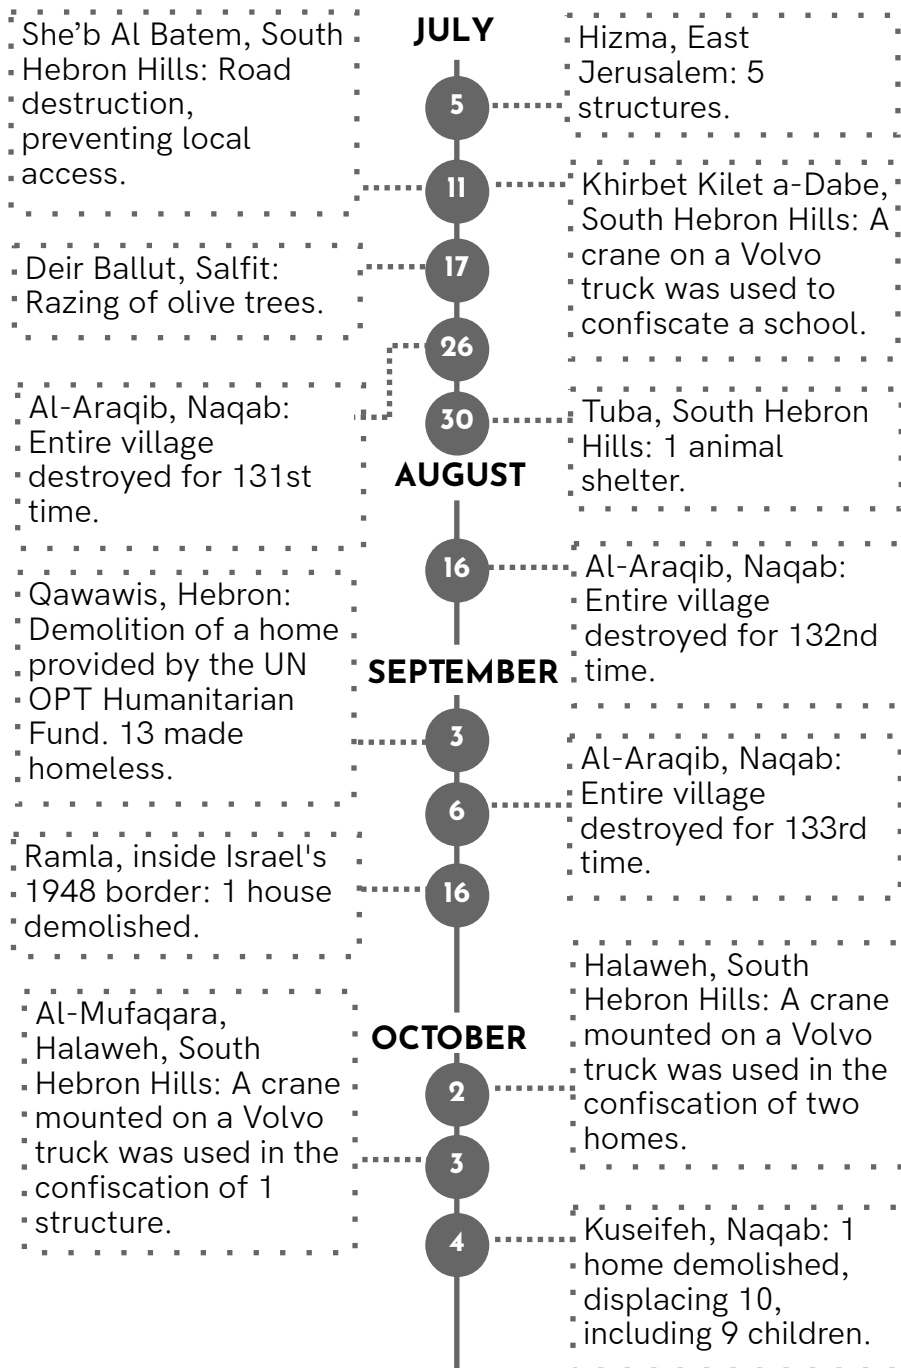 JULY
5
Hizma, East
Jerusalem: 5
structures.
She’b Al Batem, South
Hebron Hills: Road
destruction,
preventing local
access.
11
Khirbet Kilet a-Dabe,
South Hebron Hills: A
crane on a Volvo
truck was used to
confiscate a school.
Deir Ballut, Salfit:
Razing of olive trees.
17
26
Al-Araqib, Naqab:
Entire village
destroyed for 131st
time.
30
Tuba, South Hebron
Hills: 1 animal
shelter.
AUGUST
16
Al-Araqib, Naqab:
Entire village
destroyed for 132nd
time.
SEPTEMBER
Qawawis, Hebron:
Demolition of a home
provided by the UN
OPT Humanitarian
Fund. 13 made
homeless.
3
6
Al-Araqib, Naqab:
Entire village
destroyed for 133rd
time.
Ramla, inside Israel's
1948 border: 1 house
demolished.
16
OCTOBER
2
Halaweh, South
Hebron Hills: A crane
mounted on a Volvo
truck was used in the
confiscation of two
homes.
Al-Mufaqara,
Halaweh, South
Hebron Hills: A crane
mounted on a Volvo
truck was used in the
confiscation of 1
structure.
3
4
Kuseifeh, Naqab: 1
home demolished,
displacing 10,
including 9 children.